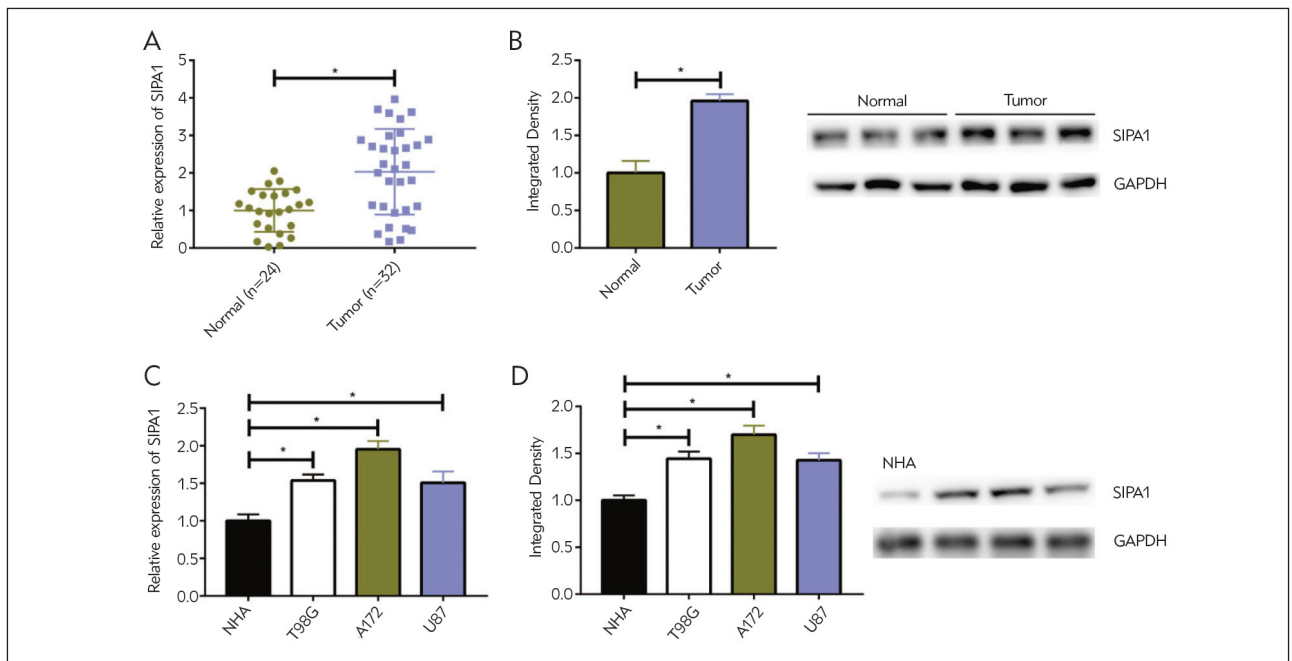 A
Relative expression of SIPA1
5
4
3
2
1
0
*
Normal (n=24)
Tumor (n=32)
B
Integrated Density
2.5
2.0
1.5
1.0
0.5
0.0
*
Normal
Tumor
Normal Tumor
SIPA1
GAPDH
C
Relative expression of SIPA1
2.5
2.0
1.5
1.0
0.5
0.0
*
*
*
NHA
T98G
A172
U87
D
Integrated Density
2.0
1.5
1.0
0.5
0.0
*
*
*
NHA
T98G
A172
U87
NHA
SIPA1
GAPDH